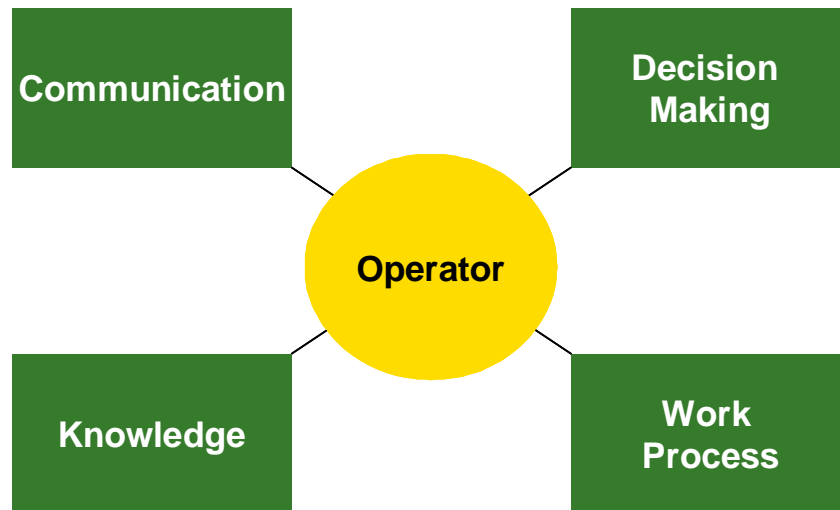 Communication
Decision
Making
Operator
Knowledge
Work
Process